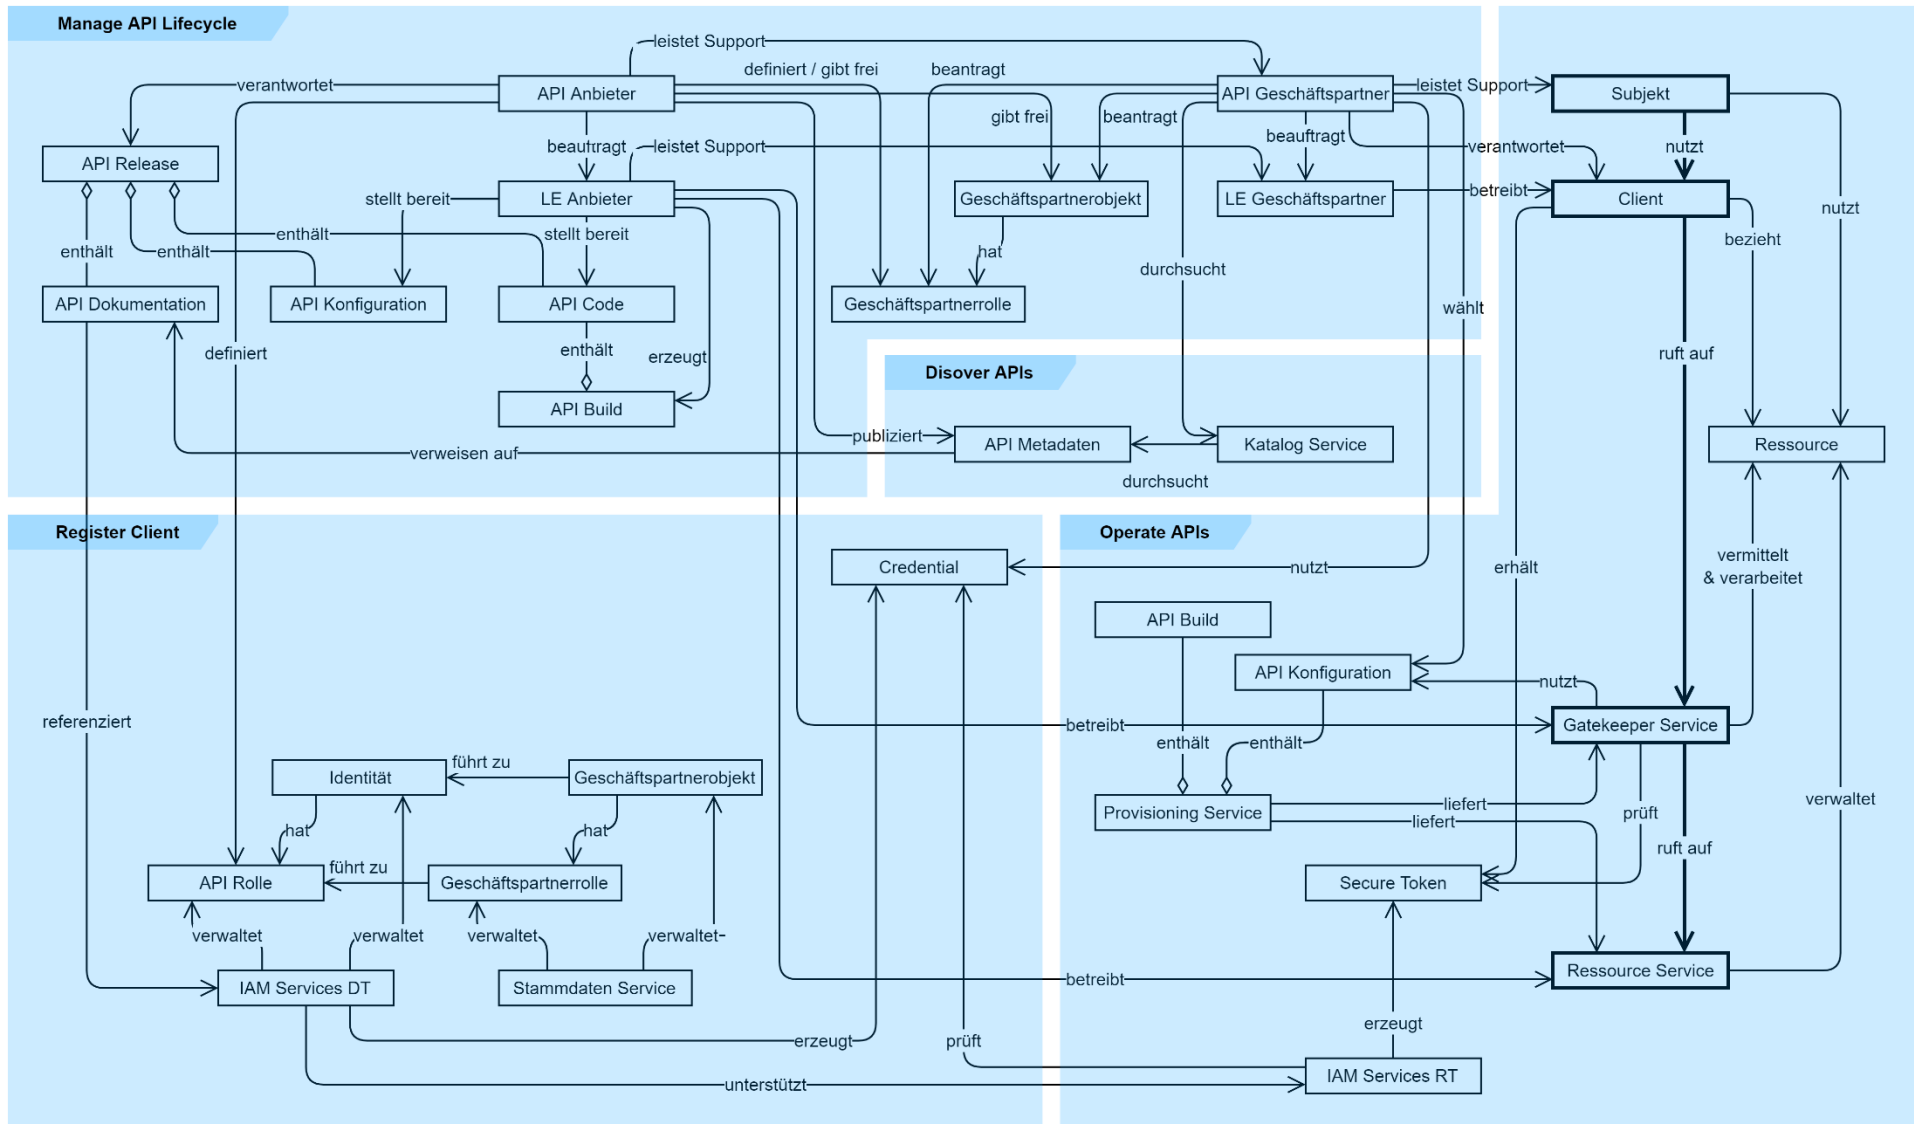 Manage API Lifecycle
leistet Support
definiert / gibt frei
beantragt
verantwortet
API Anbieter
API Geschäftspartner
leistet Support
Subjekt
gibt frei
beantragt
beauftragt
beauftragt
leistet Support
verantwortet
nutzt
API Release
stellt bereit
LE Anbieter
Geschäftspartnerobjekt
LE Geschäftspartner
betreibt
Client
nutzt
enthält
stellt bereit
bezieht
enthält
enthält
hat
durchsucht
API Dokumentation
API Konfiguration
API Code
Geschäftspartnerrolle
wählt
definiert
enthält
erzeugt
ruft auf
Disover APIs
API Build
publiziert
API Metadaten
Katalog Service
Ressource
verweisen auf
durchsucht
Register Client
Operate APIs
Credential
nutzt
erhält
vermittelt
& verarbeitet
API Build
API Konfiguration
nutzt
referenziert
betreibt
Gatekeeper Service
enthält
enthält
führt zu
Identität
Geschäftspartnerobjekt
liefert
verwaltet
Provisioning Service
prüft
liefert
hat
hat
ruft auf
führt zu
API Rolle
Geschäftspartnerrolle
Secure Token
verwaltet
verwaltet
verwaltet
verwaltet
Ressource Service
betreibt
IAM Services DT
Stammdaten Service
erzeugt
erzeugt
prüft
IAM Services RT
unterstützt